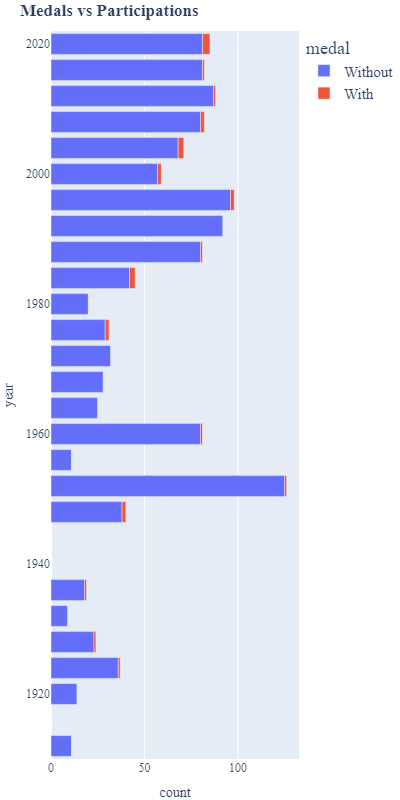 Medals vs Participations
medal
Without
With
2020
2000
1980
1960
1940
1920
year
0 50 100
count